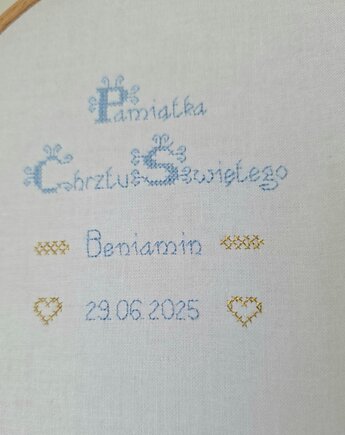 Pamiątka
Chrztu Świętego
Beniamin
29.06.2025